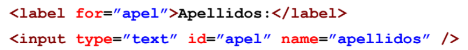 <label for=”apel”>Apellidos:</label>
<input type=”text” id=”apel” name=”apellidos” />